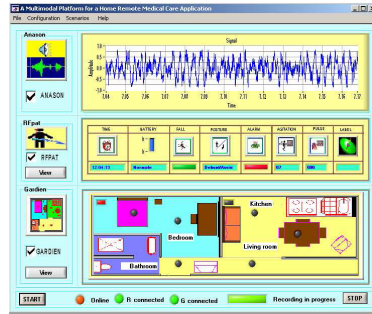 A Multimodal Platform for a Home Remote Medical Care Application
File Configuration Scenarios Help
Anason
Signal
Amplitude
Time
ANASON
RFpat
TIME BATTERY FALL POSTURE ALARM AGITATION PULSE LABEL
RFPAT
View
Gardien
Kitchen
Bedroom
Living room
Bathroom
GARDIEN
View
START Online R connected G connected Recording in progress STOP